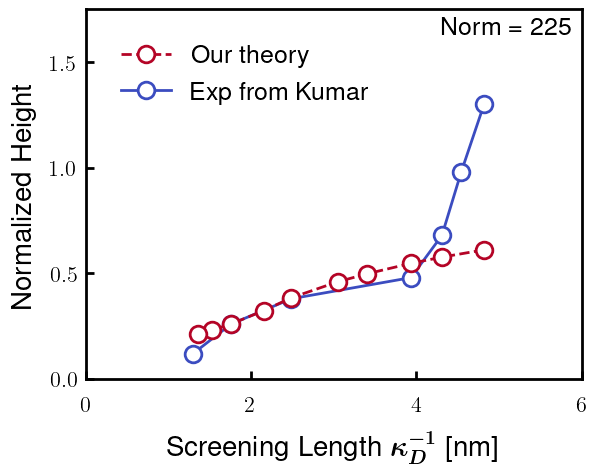 Norm = 225
Our theory
Exp from Kumar
Normalized Height
1.5
1.0
0.5
0.0
0 2 4 6
Screening Length κ_D^{-1} [nm]